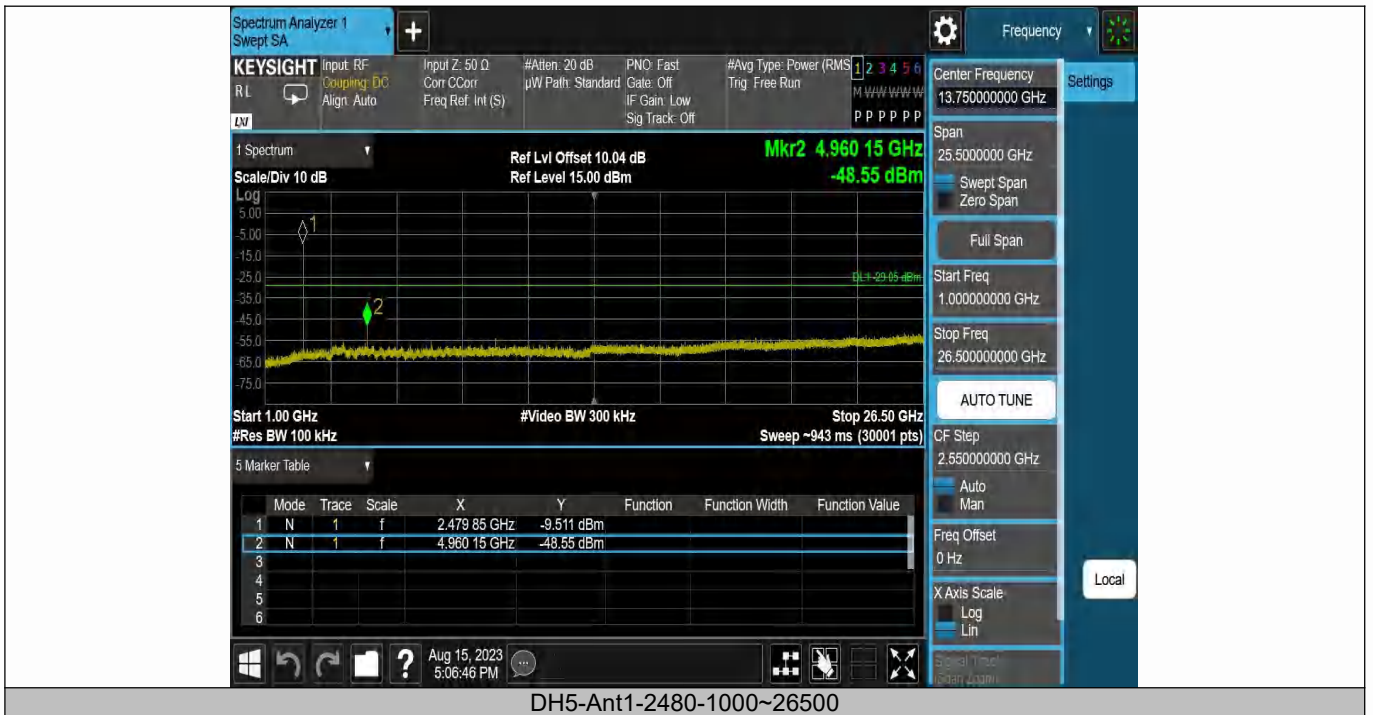 Spectrum Analyzer 1
Swept SA
+
Frequency
KEYSIGHT
R L
LXI
Input: RF
Coupling: DC
Align: Auto
Input Z: 50 Ω
Corr CCorr
Freq Ref: Int (S)
#Atten: 20 dB
µW Path: Standard
PNO: Fast
Gate: Off
IF Gain: Low
Sig Track: Off
#Avg Type: Power (RMS
Trig: Free Run
1 2 3 4 5 6
M W W W W W
P P P P P P
Center Frequency
13.750000000 GHz
Settings
1 Spectrum
Scale/Div 10 dB
Ref Lvl Offset 10.04 dB
Ref Level 15.00 dBm
Mkr2 4.960 15 GHz
-48.55 dBm
Span
25.5000000 GHz
Swept Span
Zero Span
Full Span
Start Freq
1.000000000 GHz
Stop Freq
26.500000000 GHz
AUTO TUNE
CF Step
2.550000000 GHz
Auto
Man
Freq Offset
0 Hz
X Axis Scale
Log
Lin
Local
Log
5.00
-5.00
-15.0
-25.0
-35.0
-45.0
-55.0
-65.0
-75.0
1
2
DL1 -29.05 dBm
Start 1.00 GHz
#Video BW 300 kHz
Stop 26.50 GHz
#Res BW 100 kHz
Sweep ~943 ms (30001 pts)
5 Marker Table
Mode Trace Scale X Y Function Function Width Function Value
1 N 1 f 2.479 85 GHz -9.511 dBm
2 N 1 f 4.960 15 GHz -48.55 dBm
3
4
5
6
?
Aug 15, 2023
5:06:46 PM
DH5-Ant1-2480-1000~26500